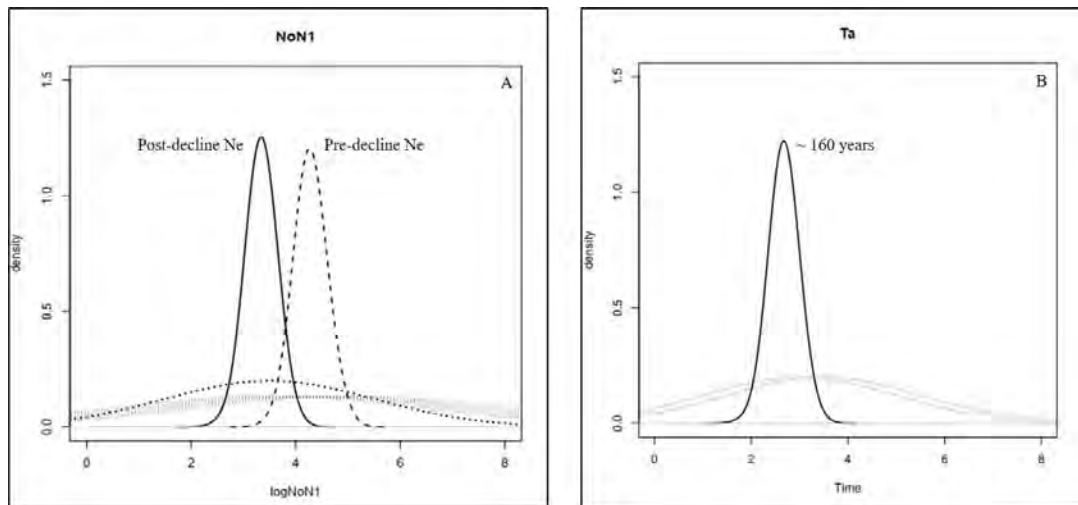 NoN1
A
Post-decline Ne
Pre-decline Ne
density
0.0
0.5
1.0
1.5
0 2 4 6 8
logNoN1
Ta
B
~ 160 years
density
0.0
0.5
1.0
1.5
0 2 4 6 8
Time